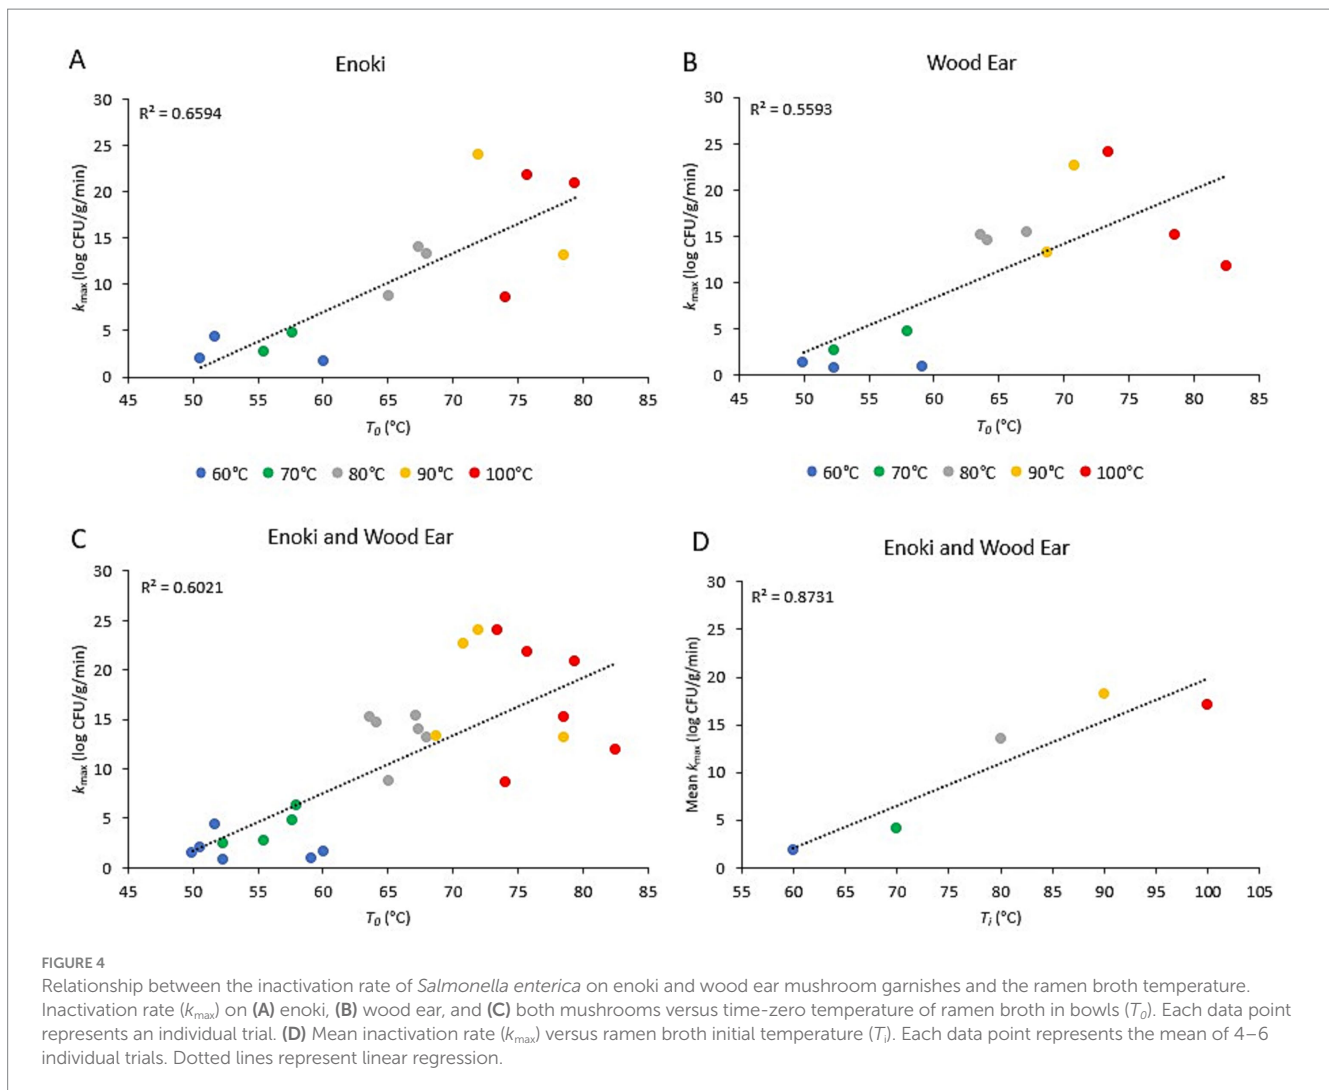 A
Enoki
R² = 0.6594
30
25
20
15
10
5
0
kmax (log CFU/g/min)
45 50 55 60 65 70 75 80 85
T0 (°C)
60°C 70°C 80°C 90°C 100°C
B
Wood Ear
R² = 0.5593
30
25
20
15
10
5
0
kmax (log CFU/g/min)
45 50 55 60 65 70 75 80 85
T0 (°C)
60°C 70°C 80°C 90°C 100°C
C
Enoki and Wood Ear
R² = 0.6021
30
25
20
15
10
5
0
kmax (log CFU/g/min)
45 50 55 60 65 70 75 80 85
T0 (°C)
D
Enoki and Wood Ear
R² = 0.8731
30
25
20
15
10
5
0
Mean kmax (log CFU/g/min)
55 60 65 70 75 80 85 90 95 100 105
Ti (°C)
FIGURE 4
Relationship between the inactivation rate of Salmonella enterica on enoki and wood ear mushroom garnishes and the ramen broth temperature.
Inactivation rate (kmax) on (A) enoki, (B) wood ear, and (C) both mushrooms versus time-zero temperature of ramen broth in bowls (T0). Each data point
represents an individual trial. (D) Mean inactivation rate (kmax) versus ramen broth initial temperature (Ti). Each data point represents the mean of 4–6
individual trials. Dotted lines represent linear regression.